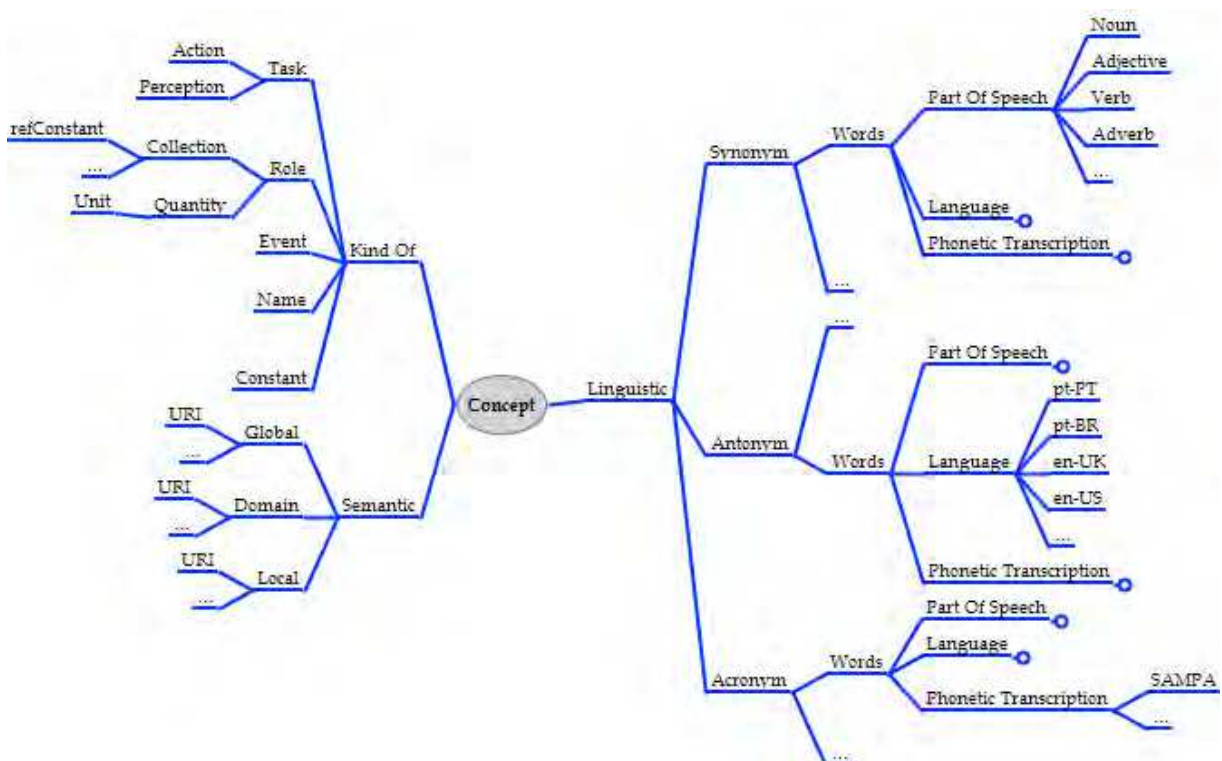 Action
Task
Perception
refConstant
Collection
...
Role
Unit
Quantity
Event
Kind Of
Name
Constant
URI
Global
...
URI
Domain
Semantic
...
URI
Local
...
Concept
Linguistic
Synonym
Words
Part Of Speech
Noun
Adjective
Verb
Adverb
...
Language
Phonetic Transcription
...
...
Antonym
Words
Part Of Speech
Language
pt-PT
pt-BR
en-UK
en-US
...
Phonetic Transcription
Acronym
Words
Part Of Speech
Language
Phonetic Transcription
SAMPA
...
...